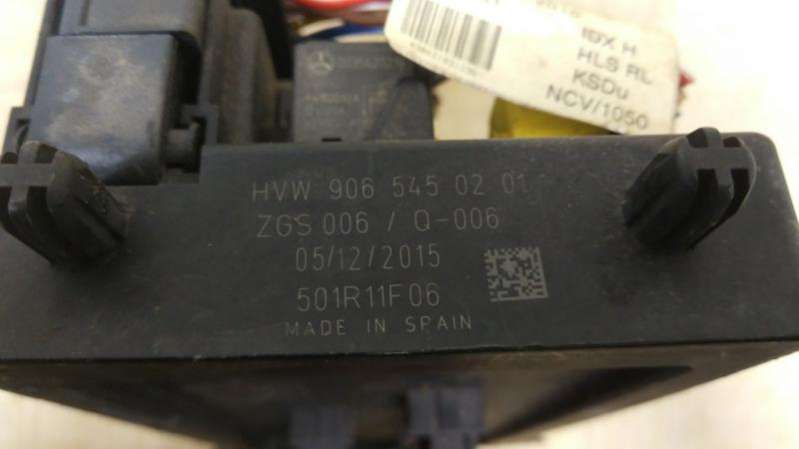 IDX H
HLS RL
KSDu
NCV/1050
HVW 906 545 02 01
ZGS 006 / Q-006
05/12/2015
501R11F06
MADE IN SPAIN